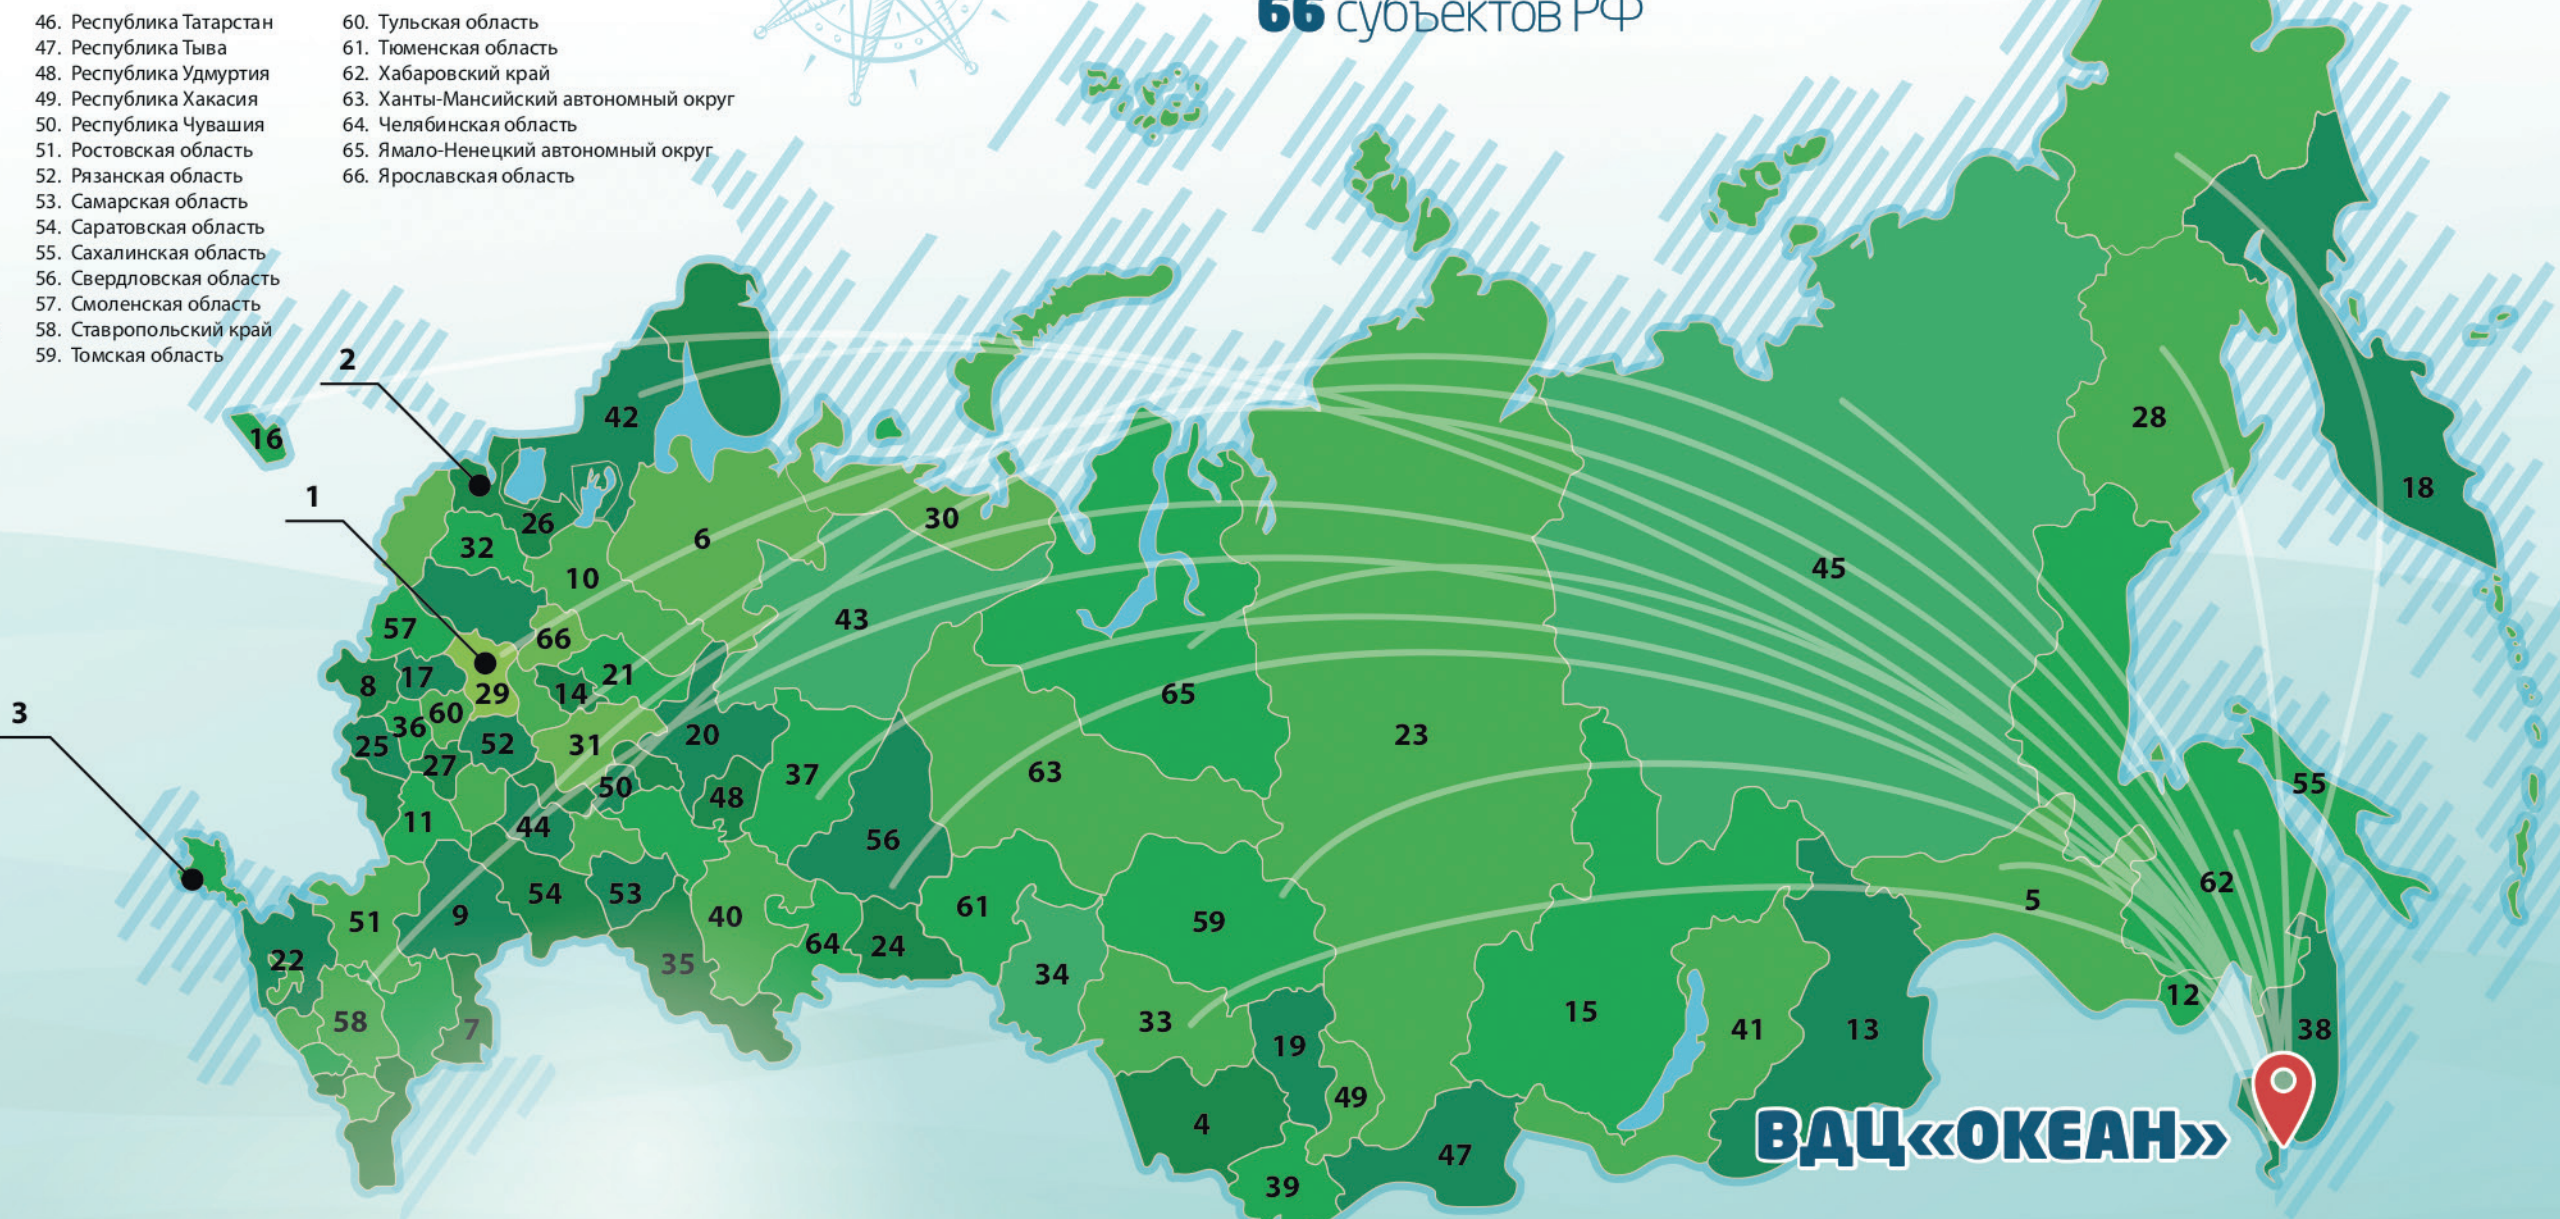 66 субъектов РФ
46. Республика Татарстан
47. Республика Тыва
48. Республика Удмуртия
49. Республика Хакасия
50. Республика Чувашия
51. Ростовская область
52. Рязанская область
53. Самарская область
54. Саратовская область
55. Сахалинская область
56. Свердловская область
57. Смоленская область
58. Ставропольский край
59. Томская область
60. Тульская область
61. Тюменская область
62. Хабаровский край
63. Ханты-Мансийский автономный округ
64. Челябинская область
65. Ямало-Ненецкий автономный округ
66. Ярославская область
2
16
42
1
26
32
6
30
28
18
10
45
43
57
66
3
8
17
29
14
21
65
36
60
25
52
31
20
23
27
50
48
37
63
55
11
44
56
51
9
54
53
40
64
24
61
59
5
62
22
35
34
12
58
7
33
19
15
41
13
38
49
4
47
39
ВДЦ«ОКЕАН»